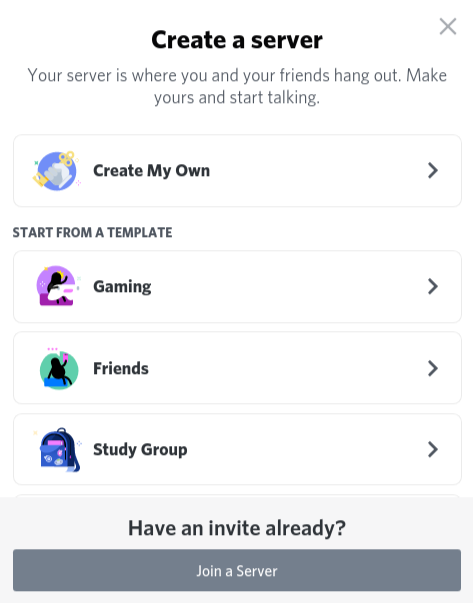 Create a server
Your server is where you and your friends hang out. Make
yours and start talking.
Create My Own
START FROM A TEMPLATE
Gaming
Friends
Study Group
Have an invite already?
Join a Server